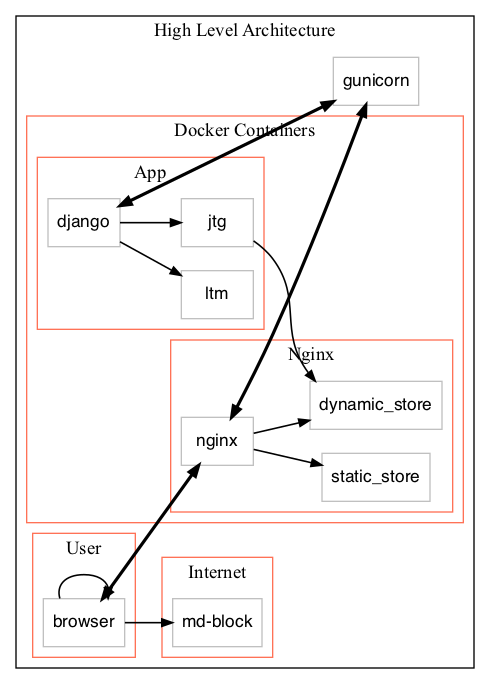 High Level Architecture
gunicorn
Docker Containers
App
django
jtg
ltm
Nginx
dynamic_store
nginx
static_store
User
Internet
browser
md-block